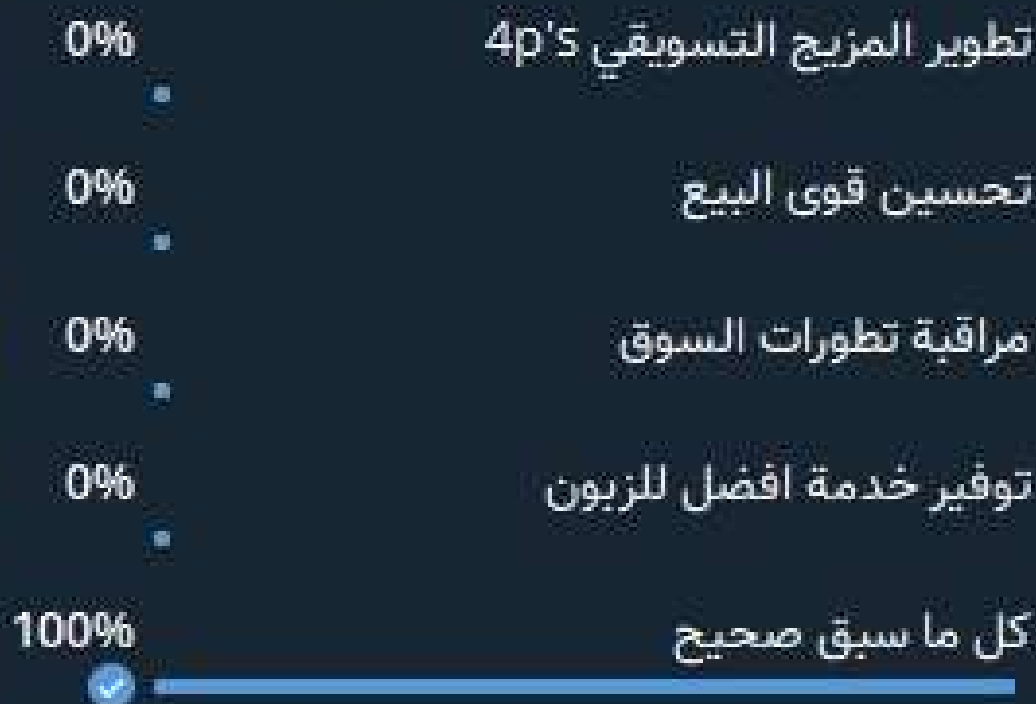 تطوير المزيج التسويقي 4p's
0%
تحسين قوى البيع
0%
مراقبة تطورات السوق
0%
توفير خدمة افضل للزبون
0%
كل ما سبق صحيح
100%